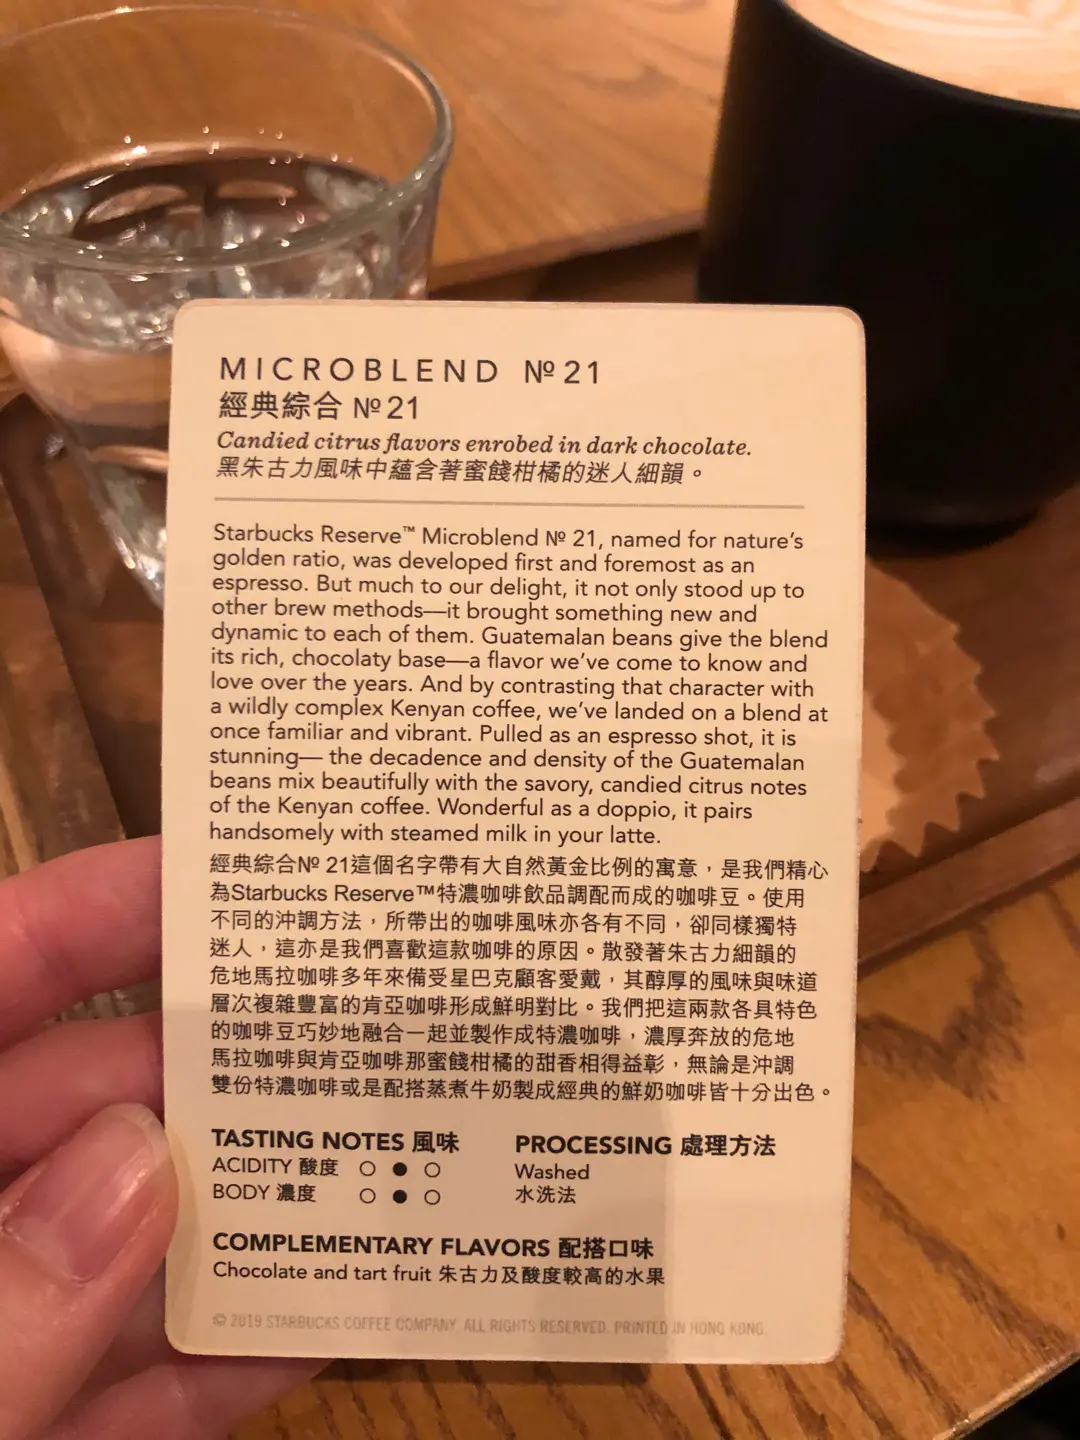 MICROBLEND № 21
經典綜合 № 21
Candied citrus flavors enrobed in dark chocolate.
黑朱古力風味中蘊含著蜜餞柑橘的迷人細韻。
Starbucks Reserve™ Microblend № 21, named for nature's
golden ratio, was developed first and foremost as an
espresso. But much to our delight, it not only stood up to
other brew methods—it brought something new and
dynamic to each of them. Guatemalan beans give the blend
its rich, chocolaty base—a flavor we've come to know and
love over the years. And by contrasting that character with
a wildly complex Kenyan coffee, we've landed on a blend at
once familiar and vibrant. Pulled as an espresso shot, it is
stunning— the decadence and density of the Guatemalan
beans mix beautifully with the savory, candied citrus notes
of the Kenyan coffee. Wonderful as a doppio, it pairs
handsomely with steamed milk in your latte.
經典綜合№ 21這個名字帶有大自然黃金比例的寓意，是我們精心
為Starbucks Reserve™特濃咖啡飲品調配而成的咖啡豆。使用
不同的沖調方法，所帶出的咖啡風味亦各有不同，卻同樣獨特
迷人，這亦是我們喜歡這款咖啡的原因。散發著朱古力細韻的
危地馬拉咖啡多年來備受星巴克顧客愛戴，其醇厚的風味與味道
層次複雜豐富的肯亞咖啡形成鮮明對比。我們把這兩款各具特色
的咖啡豆巧妙地融合一起並製作成特濃咖啡，濃厚奔放的危地
馬拉咖啡與肯亞咖啡那蜜餞柑橘的甜香相得益彰，無論是沖調
雙份特濃咖啡或是配搭蒸煮牛奶製成經典的鮮奶咖啡皆十分出色。
TASTING NOTES 風味
ACIDITY 酸度 ○ ● ○
BODY 濃度 ○ ● ○
PROCESSING 處理方法
Washed
水洗法
COMPLEMENTARY FLAVORS 配搭口味
Chocolate and tart fruit 朱古力及酸度較高的水果
© 2019 STARBUCKS COFFEE COMPANY. ALL RIGHTS RESERVED. PRINTED IN HONG KONG.